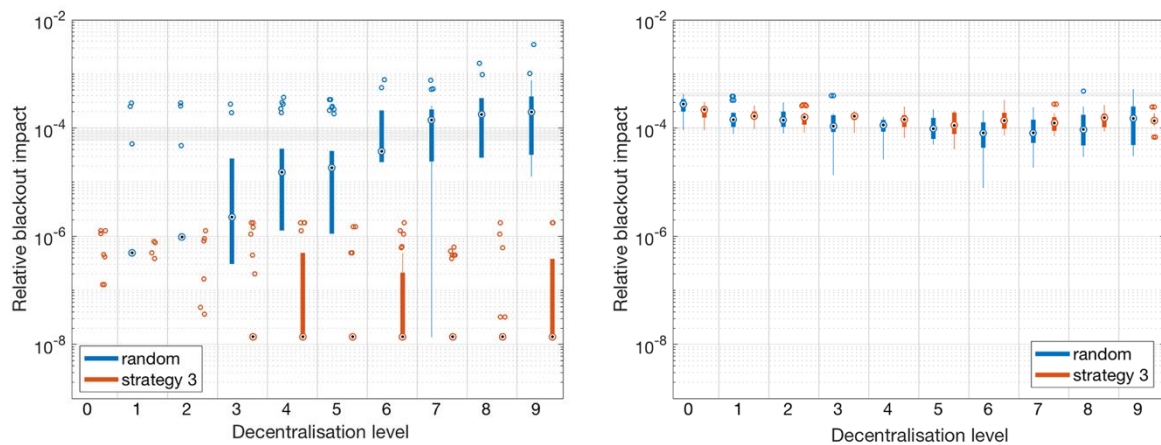 10-2
10-4
10-6
10-8
Relative blackout impact
random
strategy 3
0 1 2 3 4 5 6 7 8 9
Decentralisation level
10-2
10-4
10-6
10-8
Relative blackout impact
random
strategy 3
0 1 2 3 4 5 6 7 8 9
Decentralisation level